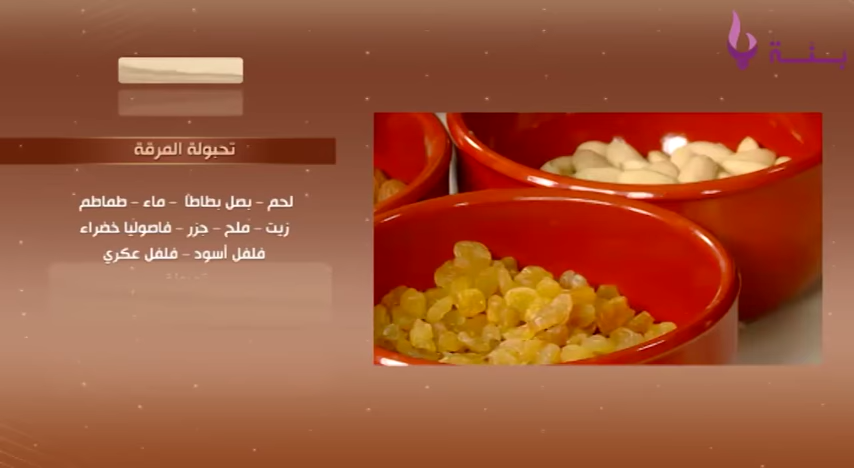 بنة
تحبولة المرقة
لحم - بصل بطاطا - ماء - طماطم
زيت - ملح - جزر - فاصوليا خضراء
فلفل أسود - فلفل عكري